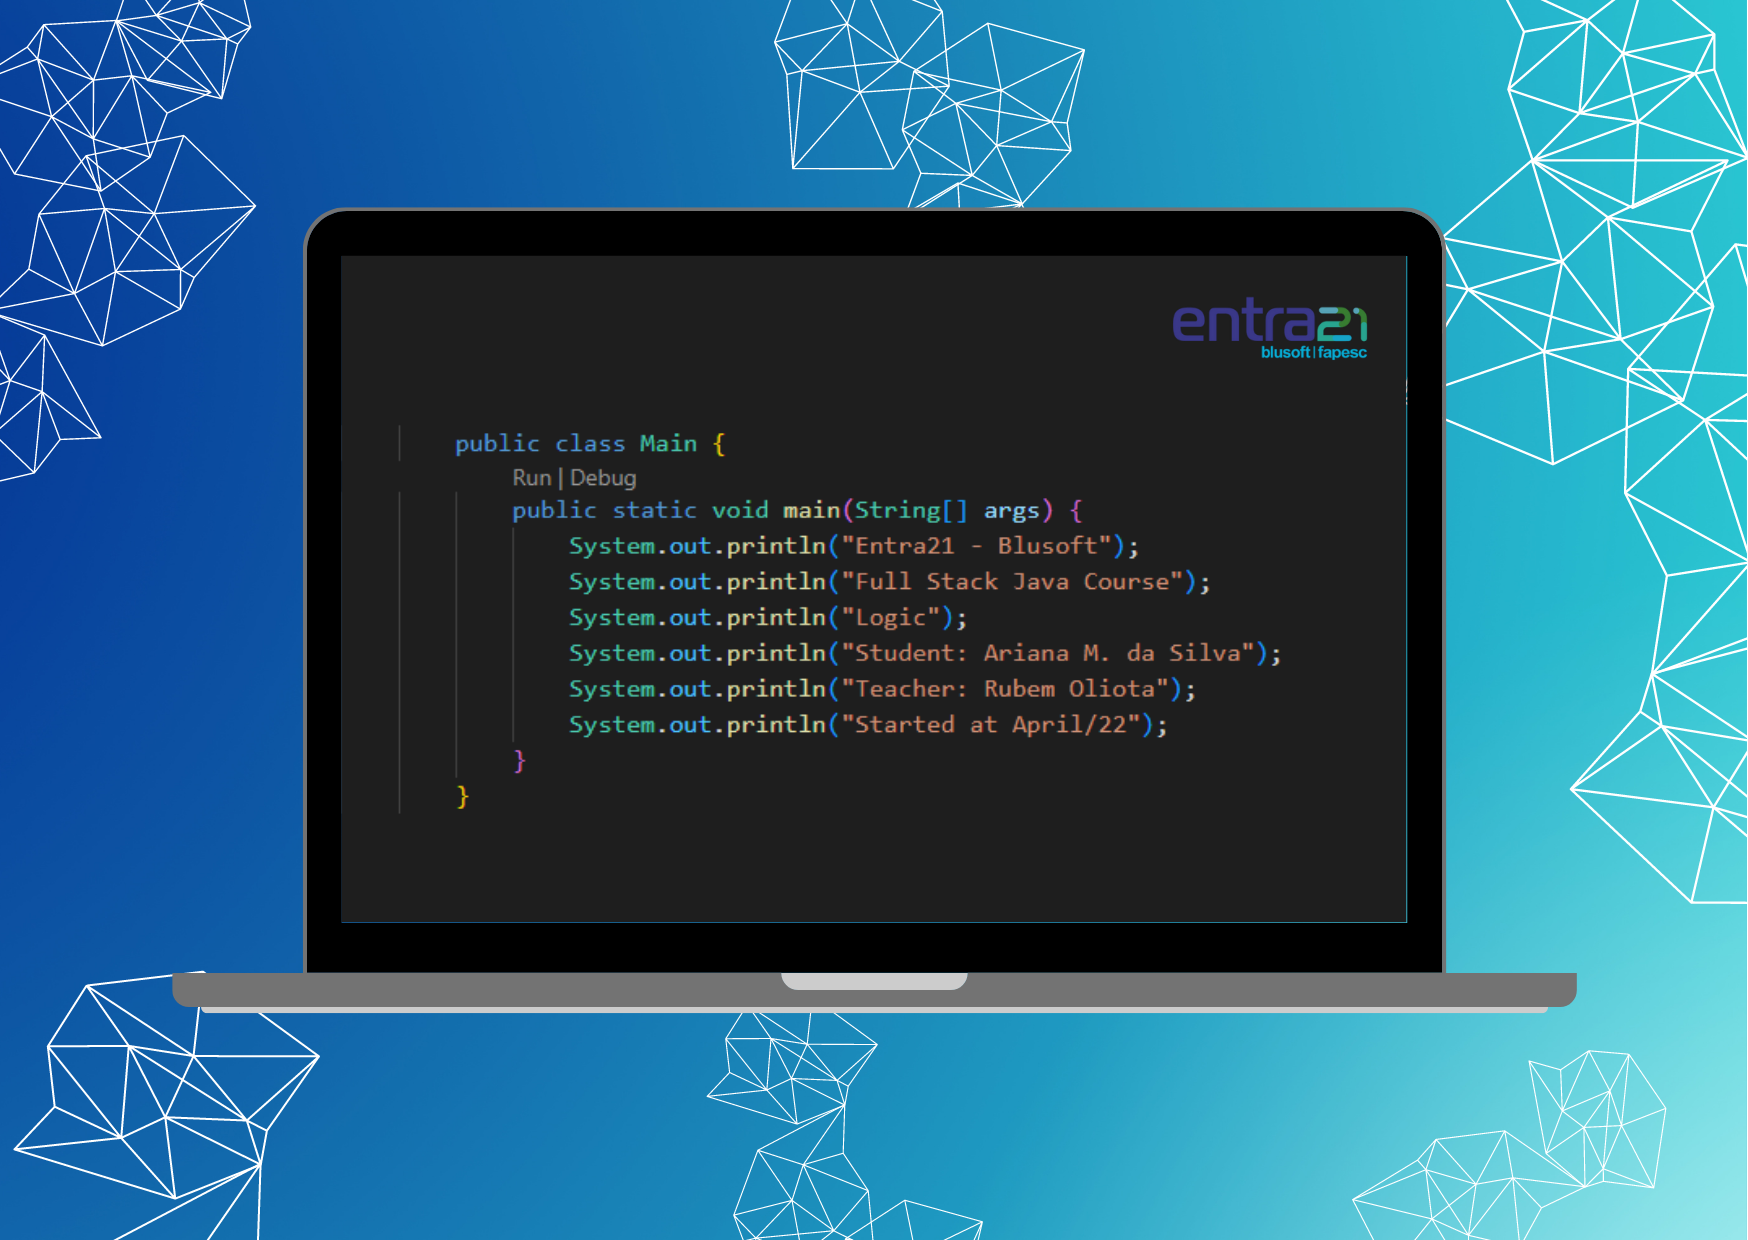 entra21
blusoft|fapesc
public class Main {
Run | Debug
public static void main(String[] args) {
System.out.println("Entra21 - Blusoft");
System.out.println("Full Stack Java Course");
System.out.println("Logic");
System.out.println("Student: Ariana M. da Silva");
System.out.println("Teacher: Rubem Oliota");
System.out.println("Started at April/22");
}
}